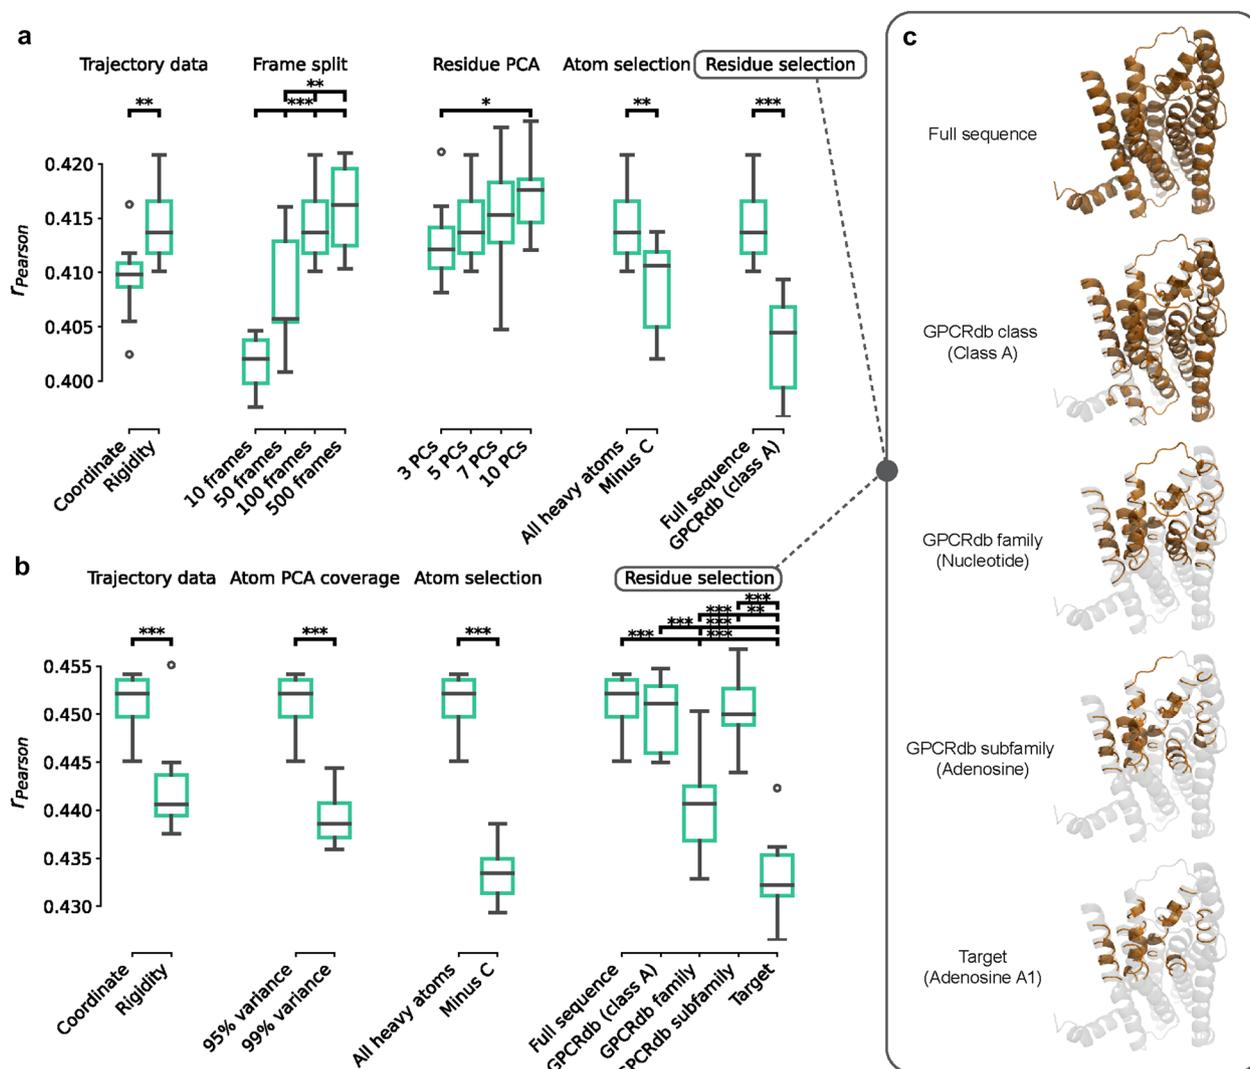 a
Trajectory data
Frame split
Residue PCA
Atom selection
Residue selection
**
**
***
*
**
***
r_Pearson
0.420
0.415
0.410
0.405
0.400
Coordinate
Rigidity
10 frames
50 frames
100 frames
500 frames
3 PCs
5 PCs
7 PCs
10 PCs
All heavy atoms
Minus C
Full sequence
GPCRdb (class A)
b
Trajectory data
Atom PCA coverage
Atom selection
Residue selection
***
***
***
***
*** **
*** ***
*** ***
r_Pearson
0.455
0.450
0.445
0.440
0.435
0.430
Coordinate
Rigidity
95% variance
99% variance
All heavy atoms
Minus C
Full sequence
GPCRdb (class A)
GPCRdb family
GPCRdb subfamily
Target
c
Full sequence
GPCRdb class
(Class A)
GPCRdb family
(Nucleotide)
GPCRdb subfamily
(Adenosine)
Target
(Adenosine A1)